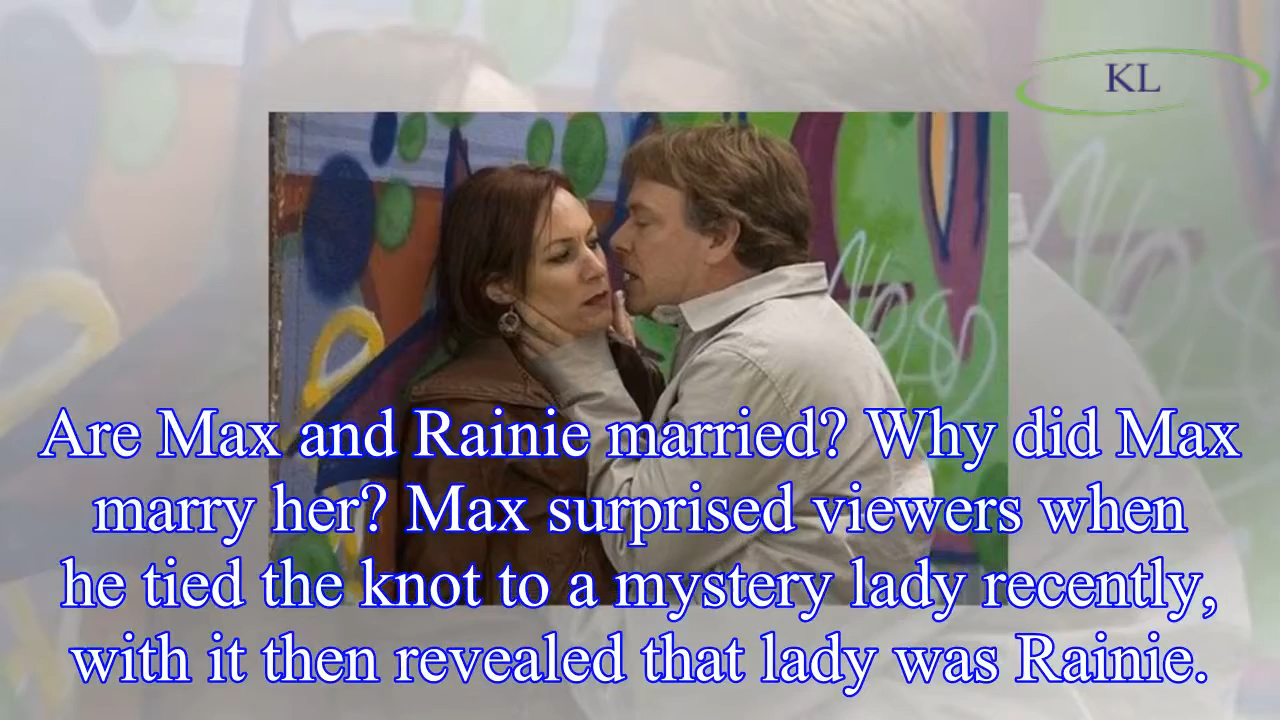 KL
Are Max and Rainie married? Why did Max
marry her? Max surprised viewers when
he tied the knot to a mystery lady recently,
with it then revealed that lady was Rainie.